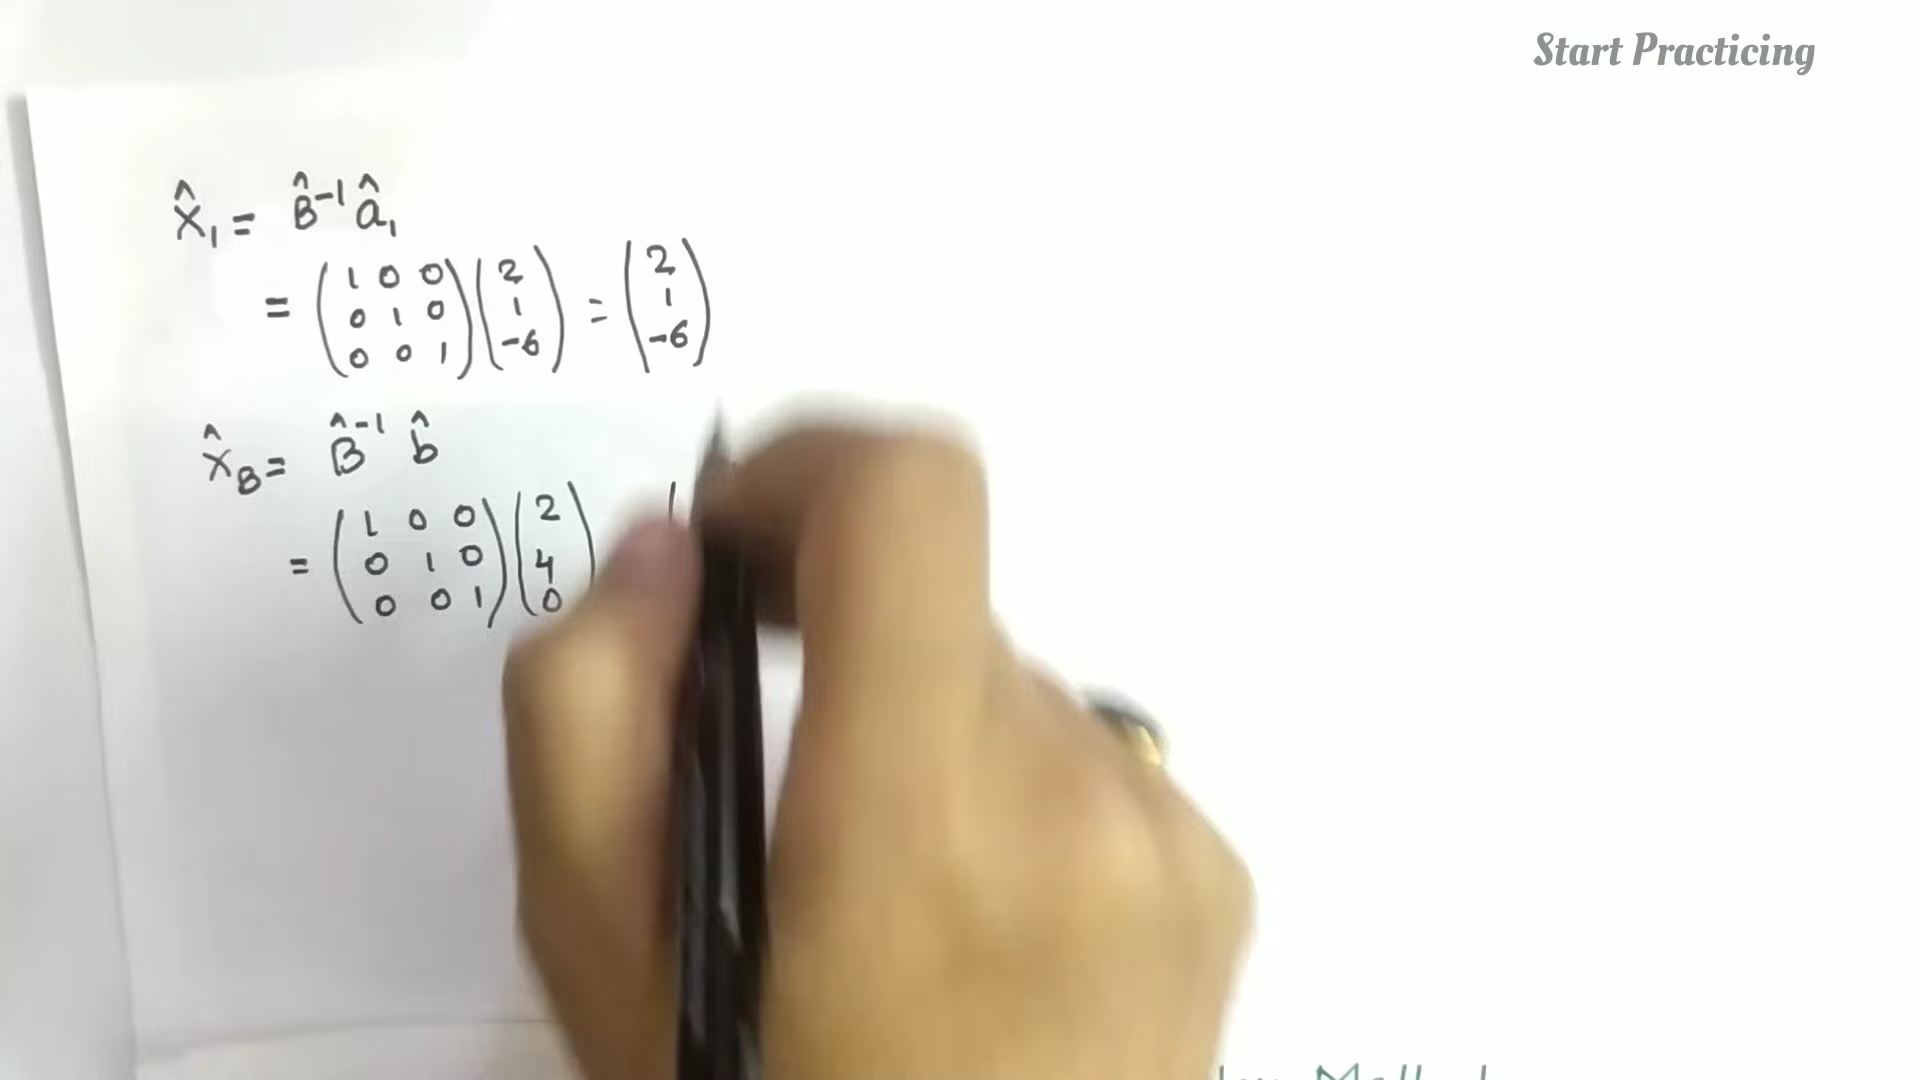 Start Practicing
X̂₁ = B̂⁻¹ â₁
= (1 0 0) (2) = (2)
(0 1 0) (1) (1)
(0 0 1) (-6) (-6)
X̂_B = B̂⁻¹ b̂
= (1 0 0) (2)
(0 1 0) (4)
(0 0 1) (0)